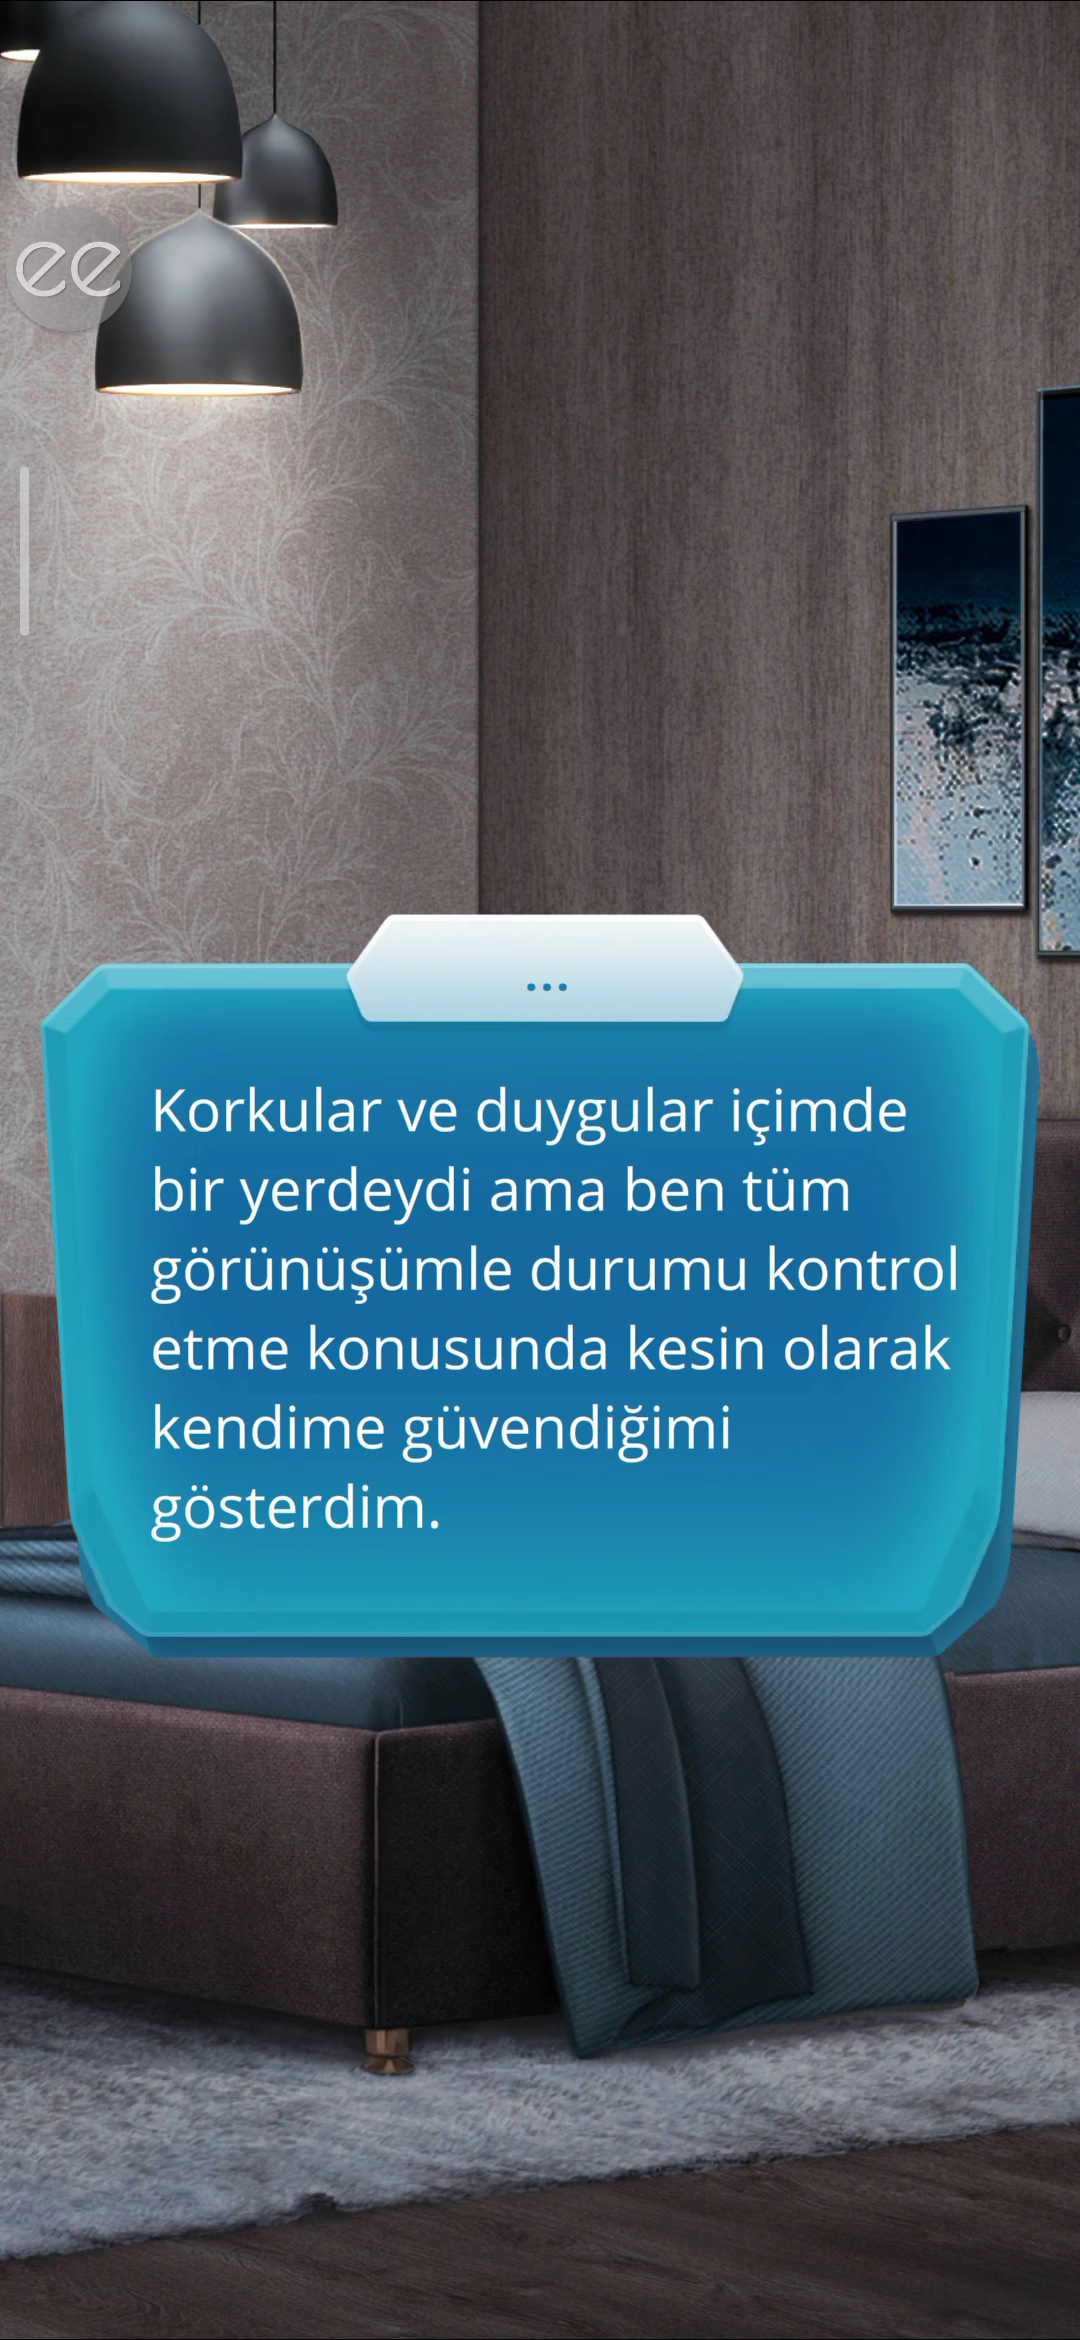 ee
...
Korkular ve duygular içimde
bir yerdeydi ama ben tüm
görünüşümle durumu kontrol
etme konusunda kesin olarak
kendime güvendiğimi
gösterdim.